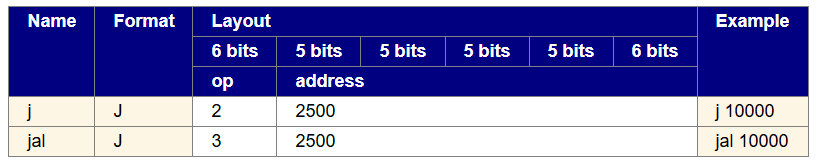 Name Format Layout Example
6 bits 5 bits 5 bits 5 bits 5 bits 6 bits
op address
j J 2 2500 j 10000
jal J 3 2500 jal 10000